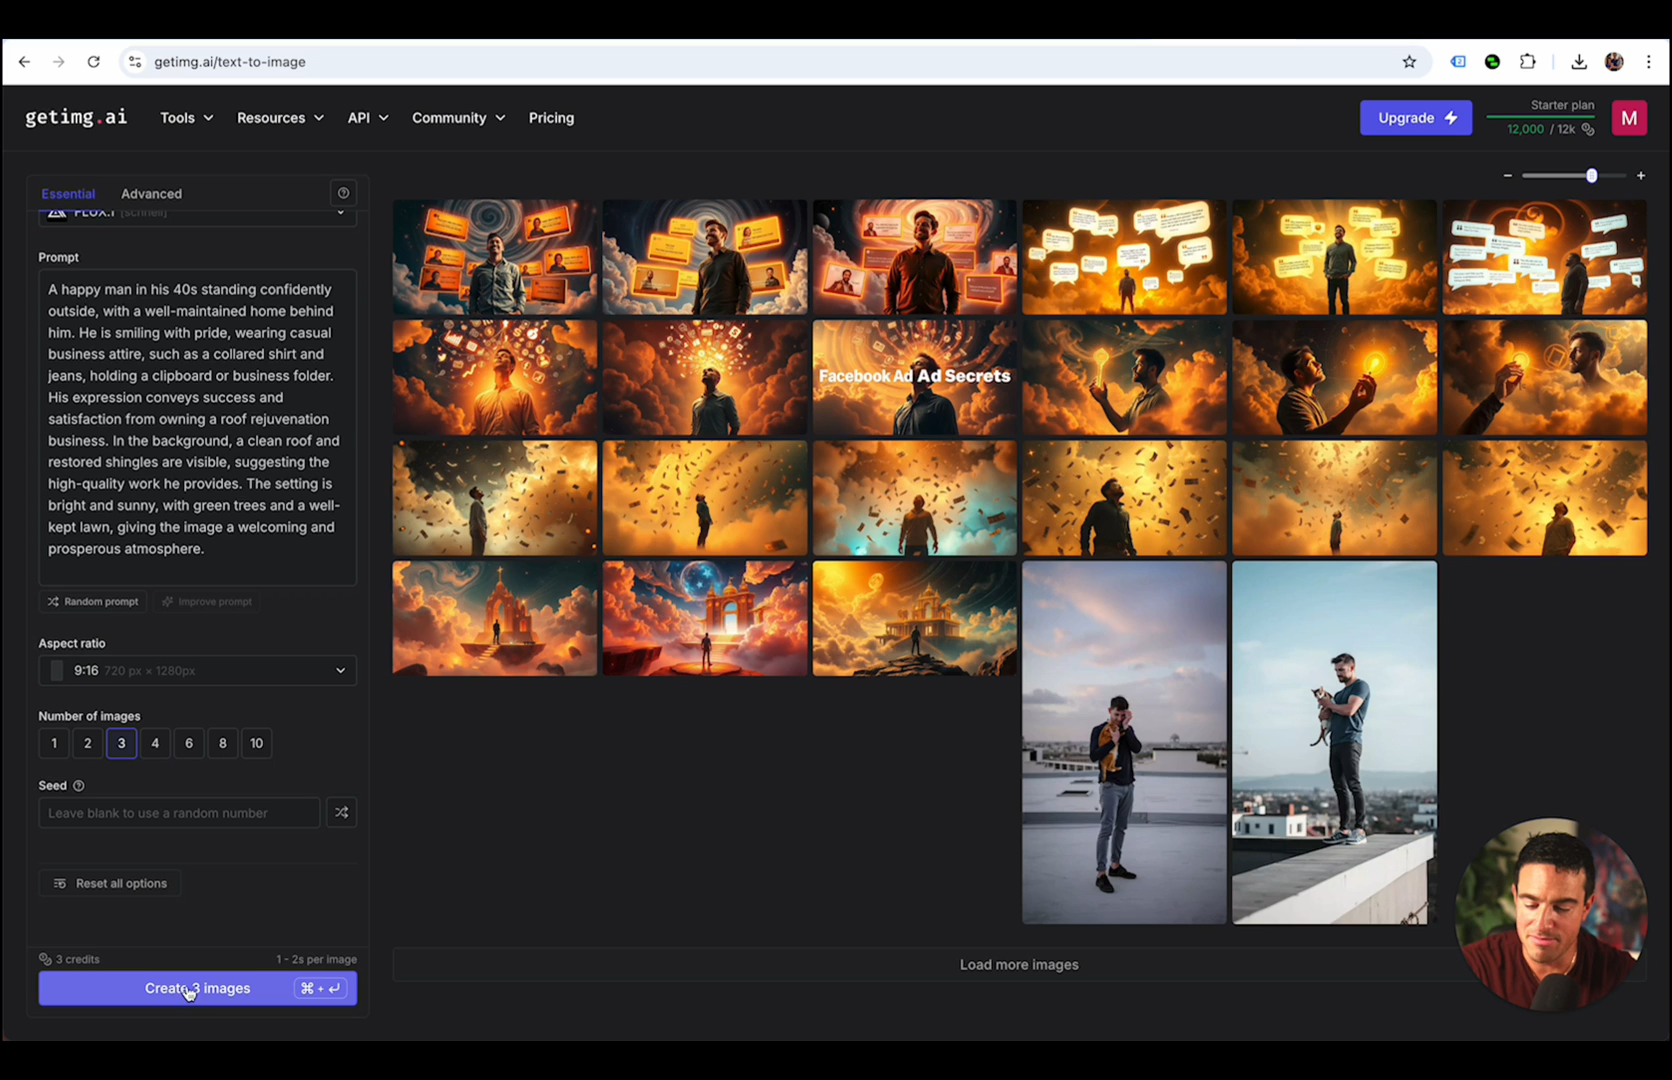 getimg.ai/text-to-image
getimg.ai
Tools
Resources
API
Community
Pricing
Upgrade
Starter plan
12,000 / 12k
M
Essential
Advanced
FLUX.1 (schnell)
Prompt
A happy man in his 40s standing confidently
outside, with a well-maintained home behind
him. He is smiling with pride, wearing casual
business attire, such as a collared shirt and
jeans, holding a clipboard or business folder.
His expression conveys success and
satisfaction from owning a roof rejuvenation
business. In the background, a clean roof and
restored shingles are visible, suggesting the
high-quality work he provides. The setting is
bright and sunny, with green trees and a well-
kept lawn, giving the image a welcoming and
prosperous atmosphere.
Random prompt
Improve prompt
Aspect ratio
9:16 720 px × 1280px
Number of images
1 2 3 4 6 8 10
Seed
Leave blank to use a random number
Reset all options
3 credits
1 - 2s per image
Create 3 images
⌘ + ↵
Facebook Ad Ad Secrets
Load more images